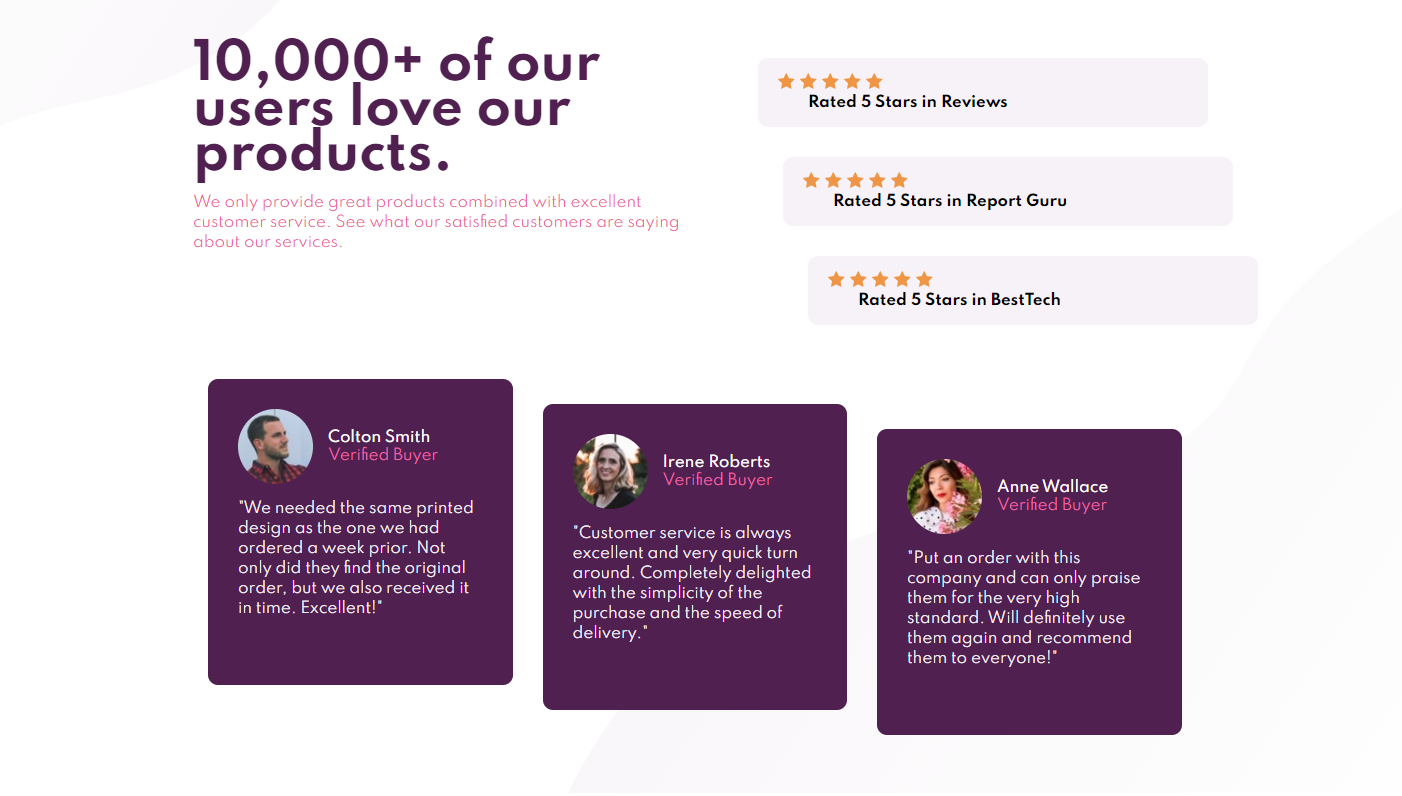 10,000+ of our
users love our
products.
We only provide great products combined with excellent
customer service. See what our satisfied customers are saying
about our services.
Rated 5 Stars in Reviews
Rated 5 Stars in Report Guru
Rated 5 Stars in BestTech
Colton Smith
Verified Buyer
"We needed the same printed
design as the one we had
ordered a week prior. Not
only did they find the original
order, but we also received it
in time. Excellent!"
Irene Roberts
Verified Buyer
"Customer service is always
excellent and very quick turn
around. Completely delighted
with the simplicity of the
purchase and the speed of
delivery."
Anne Wallace
Verified Buyer
"Put an order with this
company and can only praise
them for the very high
standard. Will definitely use
them again and recommend
them to everyone!"